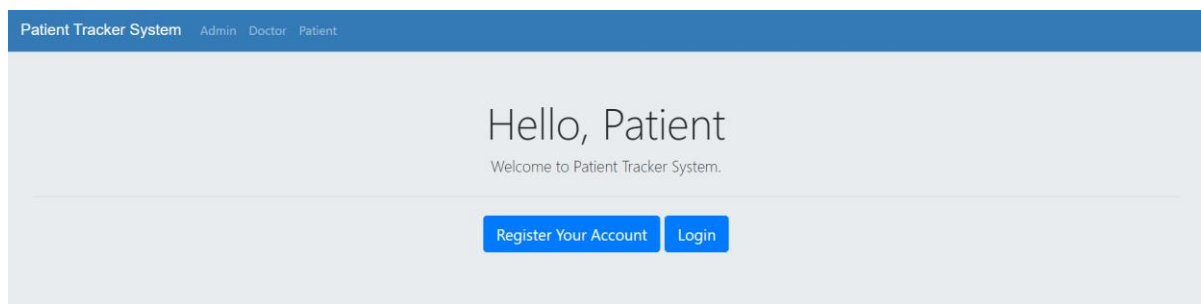 Patient Tracker System Admin Doctor Patient
Hello, Patient
Welcome to Patient Tracker System.
Register Your Account Login